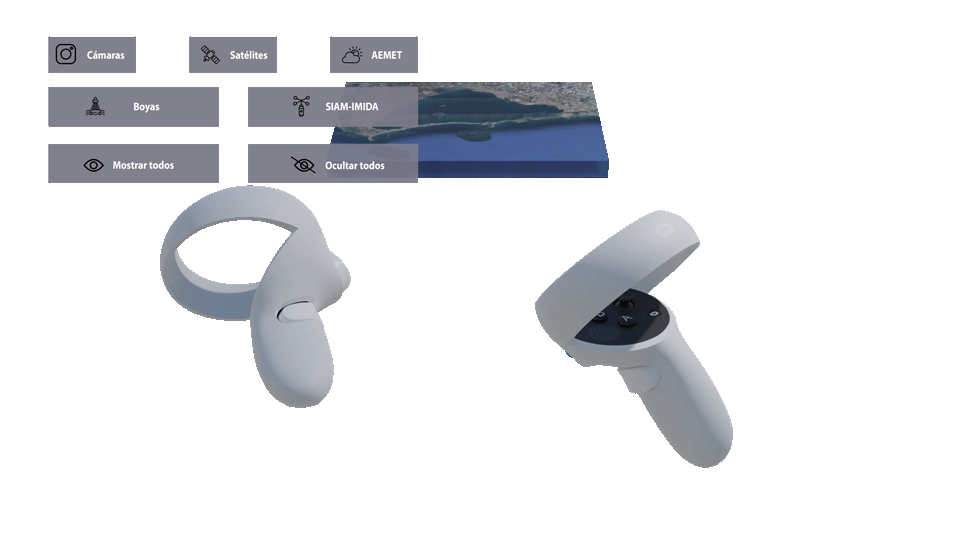 Cámaras
Satélites
AEMET
Boyas
SIAM-IMIDA
Mostrar todos
Ocultar todos
A